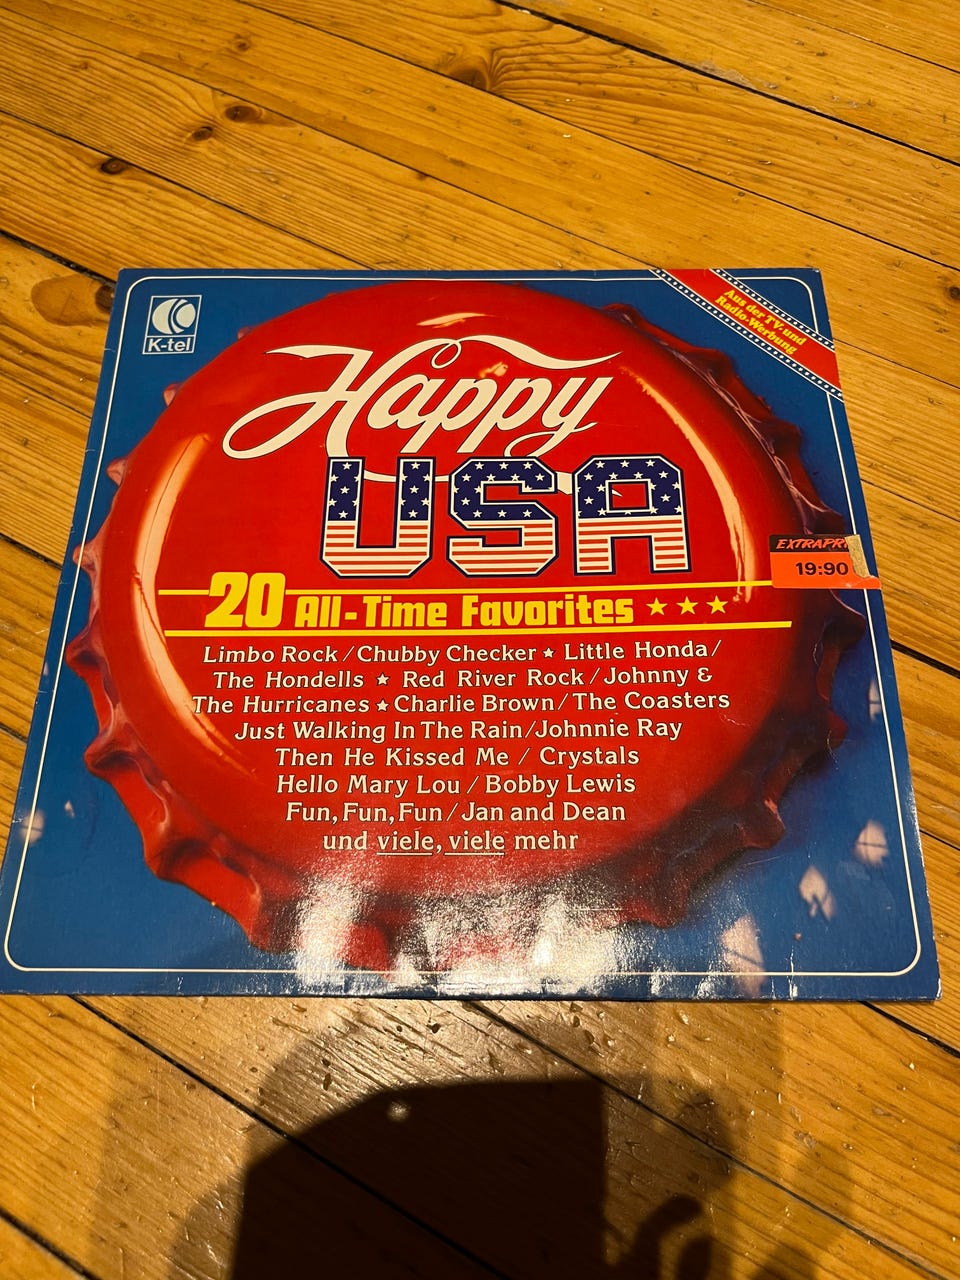 K-tel
Aus der TV- und
Radio-Werbung
Happy
USA
EXTRAPR
19:90
20 All-Time Favorites ★★★
Limbo Rock / Chubby Checker ★ Little Honda /
The Hondells ★ Red River Rock / Johnny &
The Hurricanes ★ Charlie Brown / The Coasters
Just Walking In The Rain / Johnnie Ray
Then He Kissed Me / Crystals
Hello Mary Lou / Bobby Lewis
Fun, Fun, Fun / Jan and Dean
und viele, viele mehr